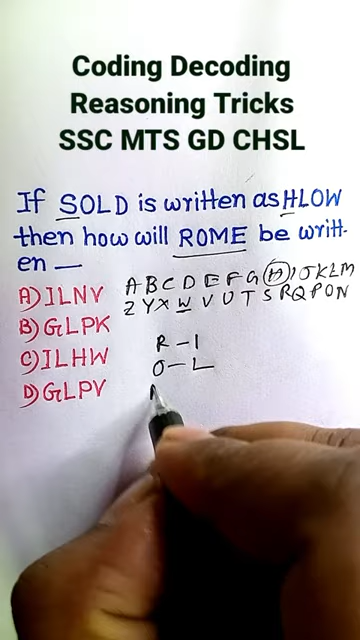 Coding Decoding
Reasoning Tricks
SSC MTS GD CHSL
If SOLD is written as HLOW
then how will ROME be writt-
en —
A) ILNV
B) GLPK
C) ILHW
D) GLPV
A B C D E F G H I J K L M
Z Y X W V U T S R Q P O N
R - I
O - L